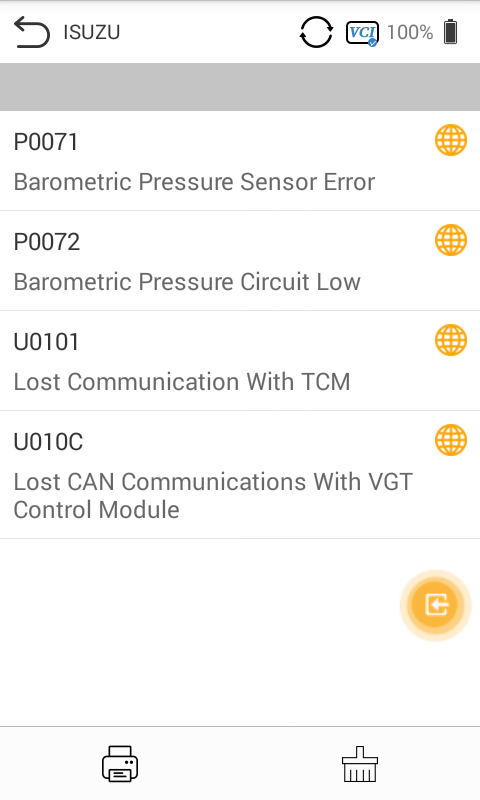 ISUZU
VCI
100%
P0071
Barometric Pressure Sensor Error
P0072
Barometric Pressure Circuit Low
U0101
Lost Communication With TCM
U010C
Lost CAN Communications With VGT
Control Module